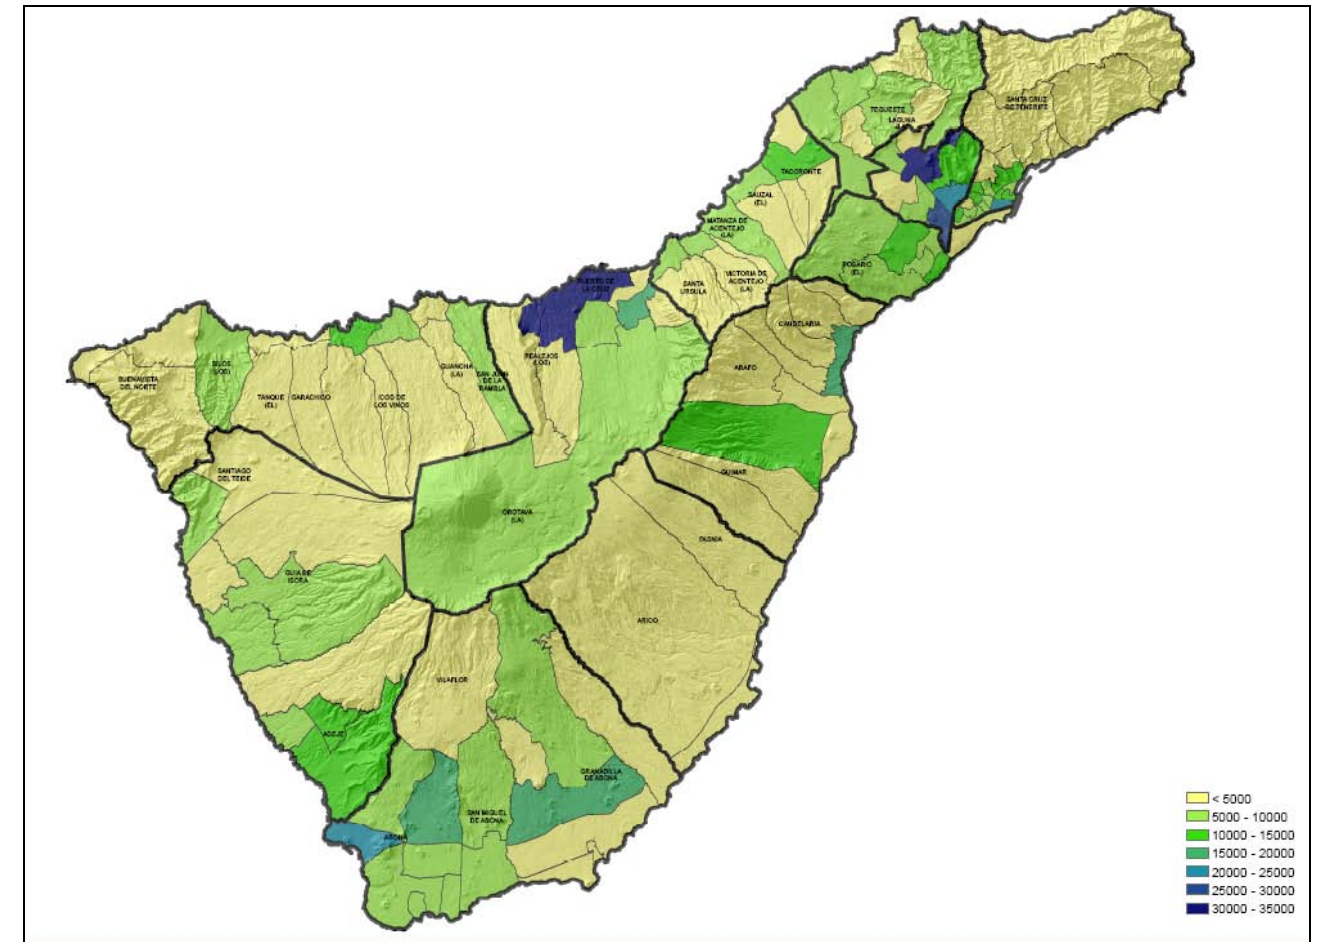 SANTA CRUZ
DE TENERIFE
TEGUESTE
LAGUNA
TACORONTE
SAUZAL
(EL)
MATANZA DE
ACENTEJO
(LA)
ROSARIO
(EL)
SANTA
URSULA
VICTORIA DE
ACENTEJO
(LA)
PUERTO DE
LA CRUZ
CANDELARIA
REALEJOS
(LOS)
ARAFO
GUANCHA
(LA)
SAN JUAN
DE LA
RAMBLA
SILOS
(LOS)
BUENAVISTA
DEL NORTE
TANQUE
(EL)
GARACHICO
ICOD DE
LOS VINOS
SANTIAGO
DEL TEIDE
GUIMAR
OROTAVA
(LA)
FASNIA
GUIA DE
ISORA
ARICO
VILAFLOR
ADEJE
GRANADILLA
DE ABONA
SAN MIGUEL
DE ABONA
ARONA
< 5000
5000 - 10000
10000 - 15000
15000 - 20000
20000 - 25000
25000 - 30000
30000 - 35000